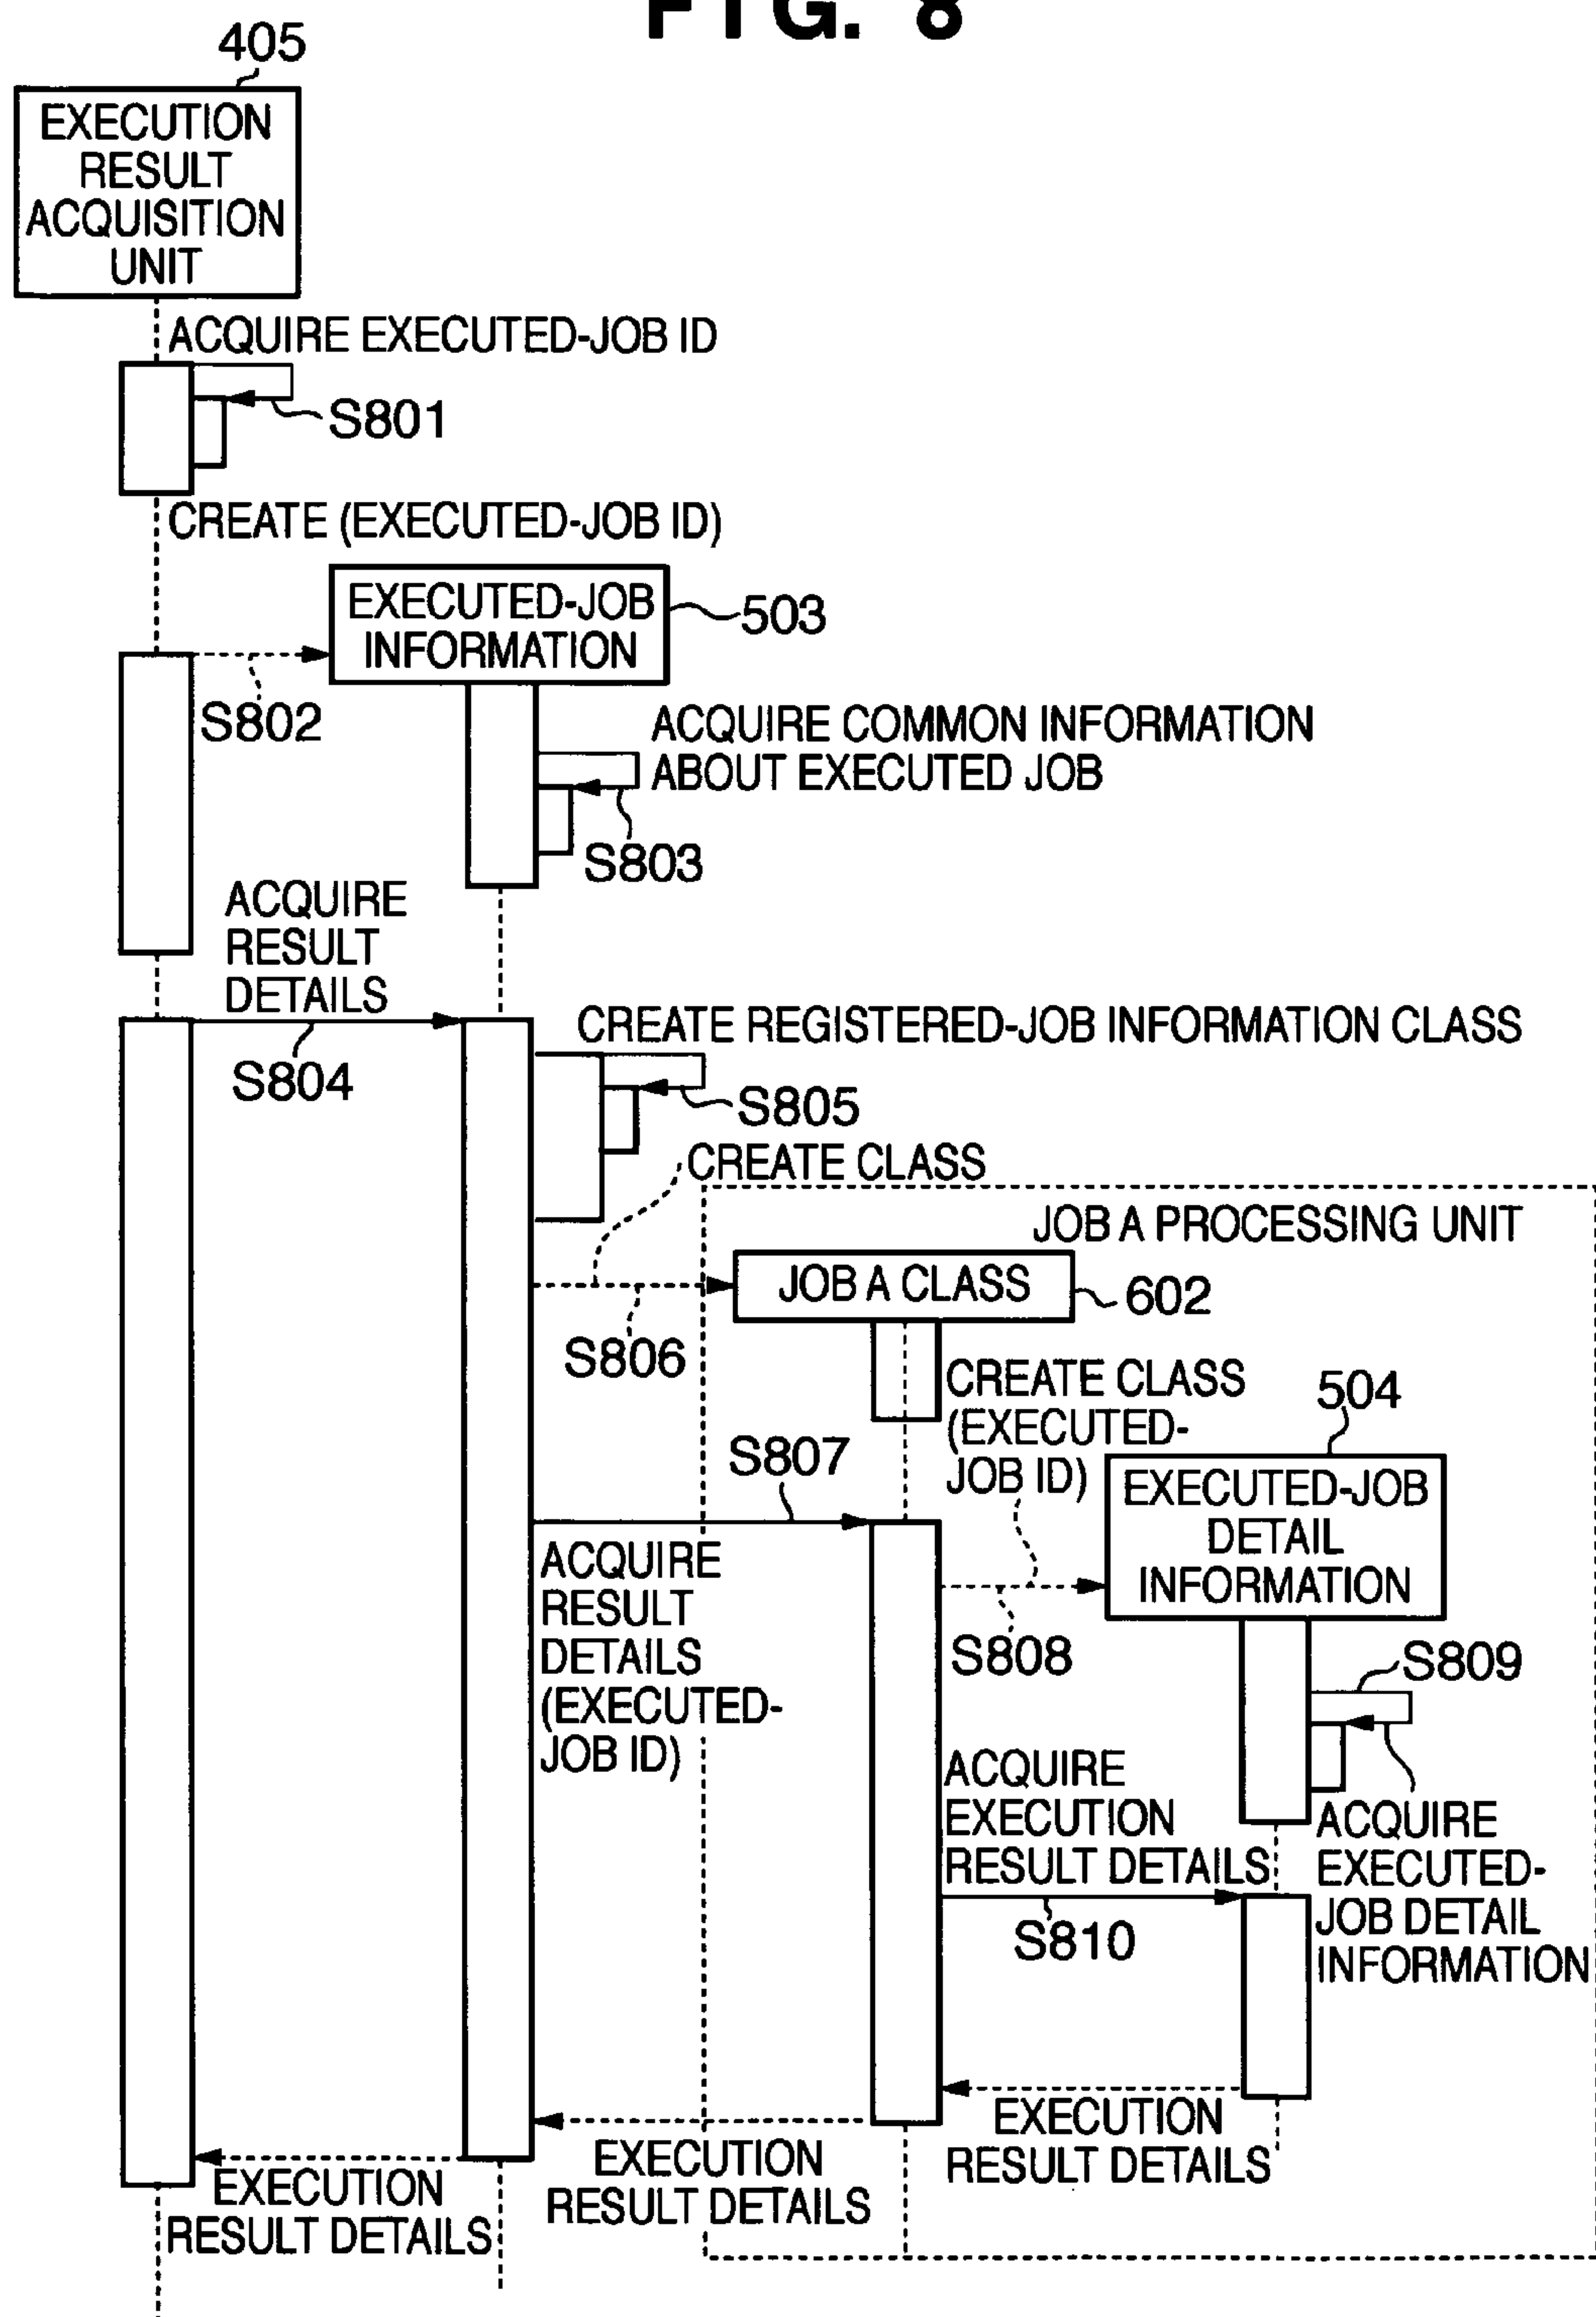 FIG. 8
405
EXECUTION
RESULT
ACQUISITION
UNIT
ACQUIRE EXECUTED-JOB ID
S801
CREATE (EXECUTED-JOB ID)
EXECUTED-JOB
INFORMATION
503
S802
ACQUIRE COMMON INFORMATION
ABOUT EXECUTED JOB
S803
ACQUIRE
RESULT
DETAILS
S804
CREATE REGISTERED-JOB INFORMATION CLASS
S805
CREATE CLASS
JOB A PROCESSING UNIT
JOB A CLASS
602
S806
CREATE CLASS
(EXECUTED-
JOB ID)
504
S807
EXECUTED-JOB
DETAIL
INFORMATION
ACQUIRE
RESULT
DETAILS
(EXECUTED-
JOB ID)
S808
S809
ACQUIRE
EXECUTION
RESULT DETAILS
ACQUIRE
EXECUTED-
JOB DETAIL
INFORMATION
S810
EXECUTION
RESULT DETAILS
EXECUTION
RESULT DETAILS
EXECUTION
RESULT DETAILS